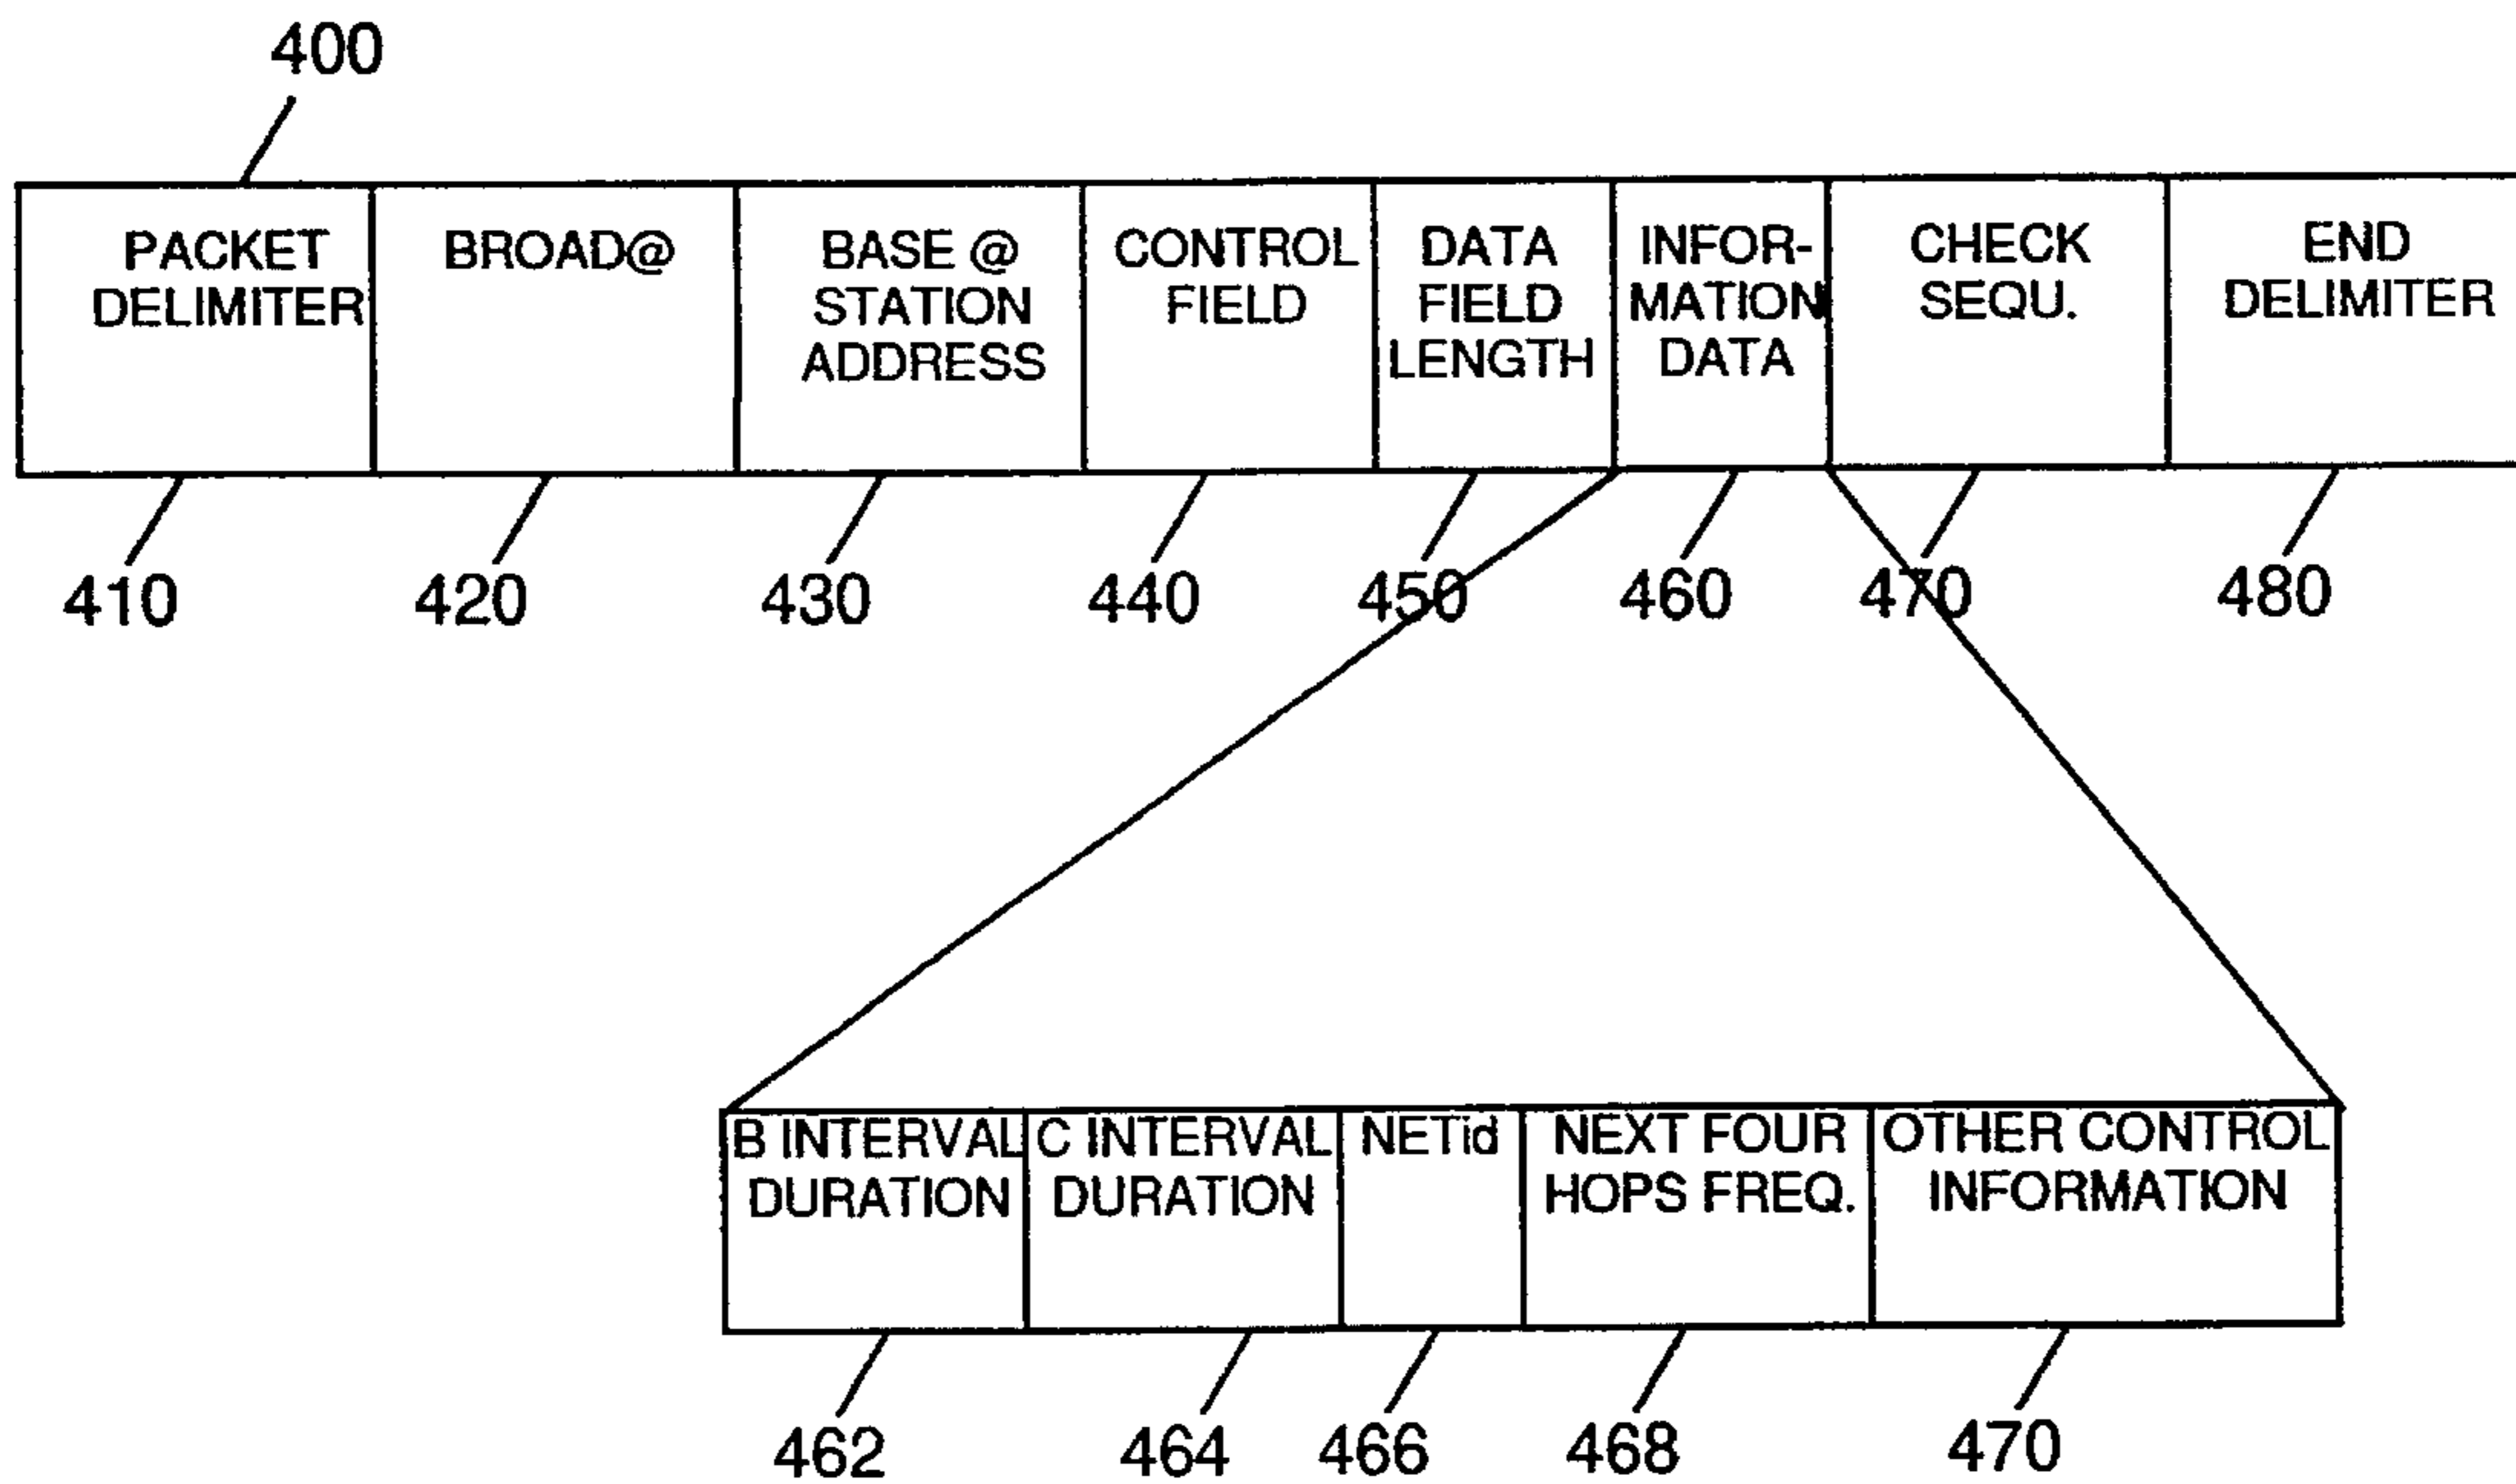 400
PACKET
DELIMITER
BROAD@
BASE @
STATION
ADDRESS
CONTROL
FIELD
DATA
FIELD
LENGTH
INFOR-
MATION
DATA
CHECK
SEQU.
END
DELIMITER
410
420
430
440
450
460
470
480
B INTERVAL
DURATION
C INTERVAL
DURATION
NETid
NEXT FOUR
HOPS FREQ.
OTHER CONTROL
INFORMATION
462
464
466
468
470